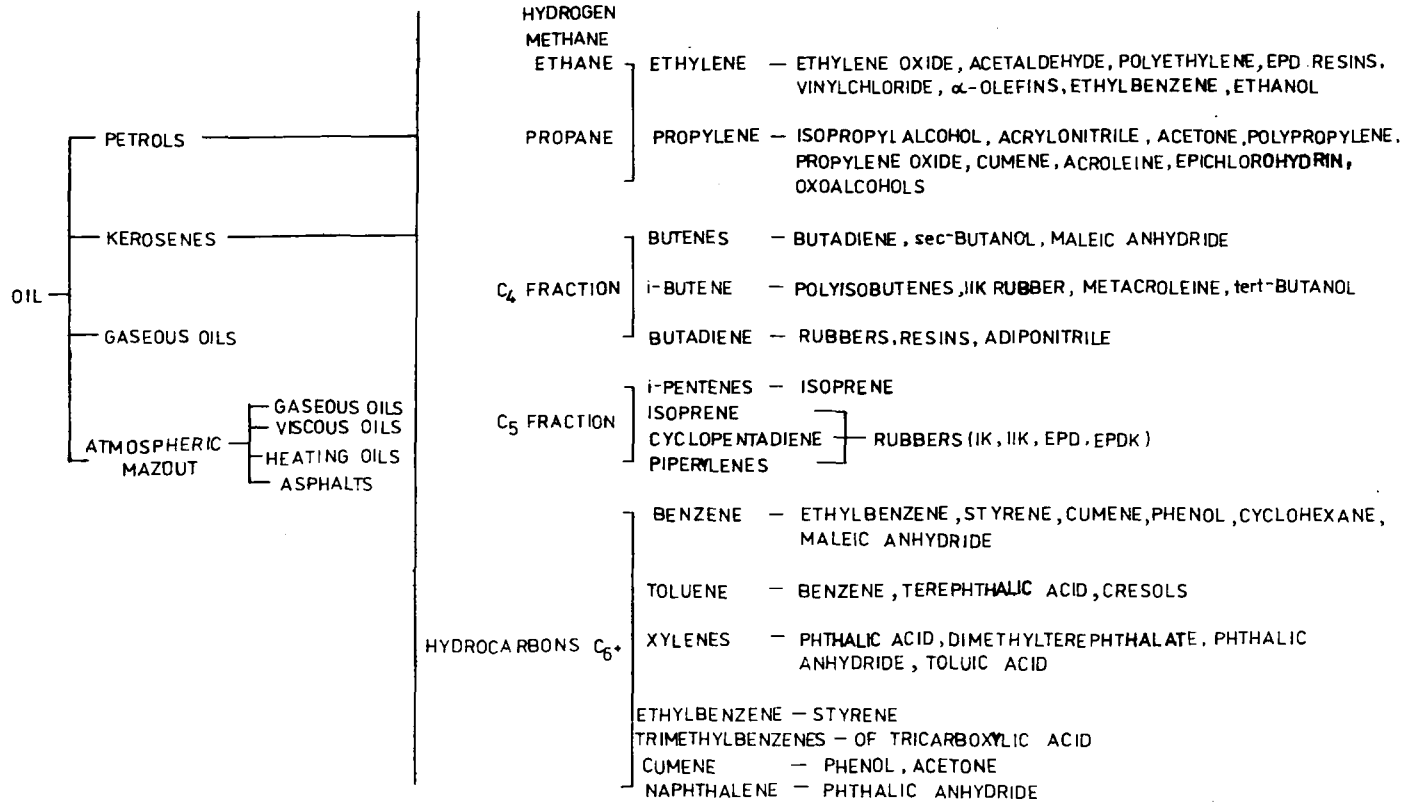 HYDROGEN
METHANE
ETHANE
ETHYLENE — ETHYLENE OXIDE, ACETALDEHYDE, POLYETHYLENE, EPD RESINS,
VINYLCHLORIDE, α-OLEFINS, ETHYLBENZENE, ETHANOL
PROPANE
PROPYLENE — ISOPROPYL ALCOHOL, ACRYLONITRILE, ACETONE, POLYPROPYLENE,
PROPYLENE OXIDE, CUMENE, ACROLEINE, EPICHLOROHYDRIN,
OXOALCOHOLS
OIL
PETROLS
KEROSENES
GASEOUS OILS
ATMOSPHERIC
MAZOUT
GASEOUS OILS
VISCOUS OILS
HEATING OILS
ASPHALTS
C4 FRACTION
BUTENES — BUTADIENE, sec-BUTANOL, MALEIC ANHYDRIDE
i-BUTENE — POLYISOBUTENES, IIK RUBBER, METACROLEINE, tert-BUTANOL
BUTADIENE — RUBBERS, RESINS, ADIPONITRILE
C5 FRACTION
i-PENTENES — ISOPRENE
ISOPRENE
CYCLOPENTADIENE
PIPERYLENES
RUBBERS (IK, IIK, EPD, EPDK)
HYDROCARBONS C6+
BENZENE — ETHYLBENZENE, STYRENE, CUMENE, PHENOL, CYCLOHEXANE,
MALEIC ANHYDRIDE
TOLUENE — BENZENE, TEREPHTHALIC ACID, CRESOLS
XYLENES — PHTHALIC ACID, DIMETHYLTEREPHTHALATE, PHTHALIC
ANHYDRIDE, TOLUIC ACID
ETHYLBENZENE — STYRENE
TRIMETHYLBENZENES — OF TRICARBOXYLIC ACID
CUMENE — PHENOL, ACETONE
NAPHTHALENE — PHTHALIC ANHYDRIDE